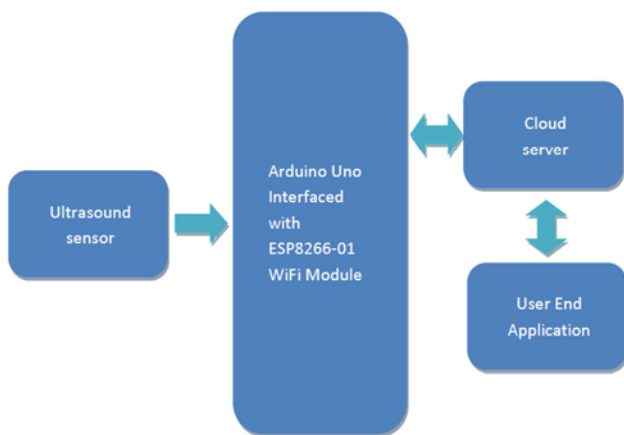 Ultrasound
sensor
Arduino Uno
Interfaced
with
ESP8266-01
WiFi Module
Cloud
server
User End
Application